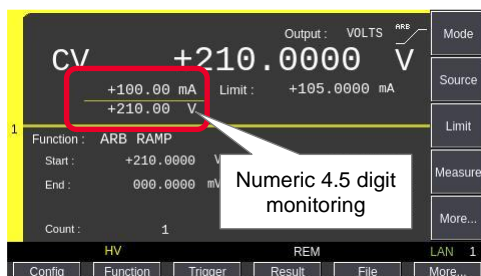 Output : VOLTS ARB
CV +210.0000 V
+100.00 mA Limit : +105.0000 mA
+210.00 V
1
Function : ARB RAMP
Start : +210.0000 V
End : 000.0000 mV
Count : 1
Numeric 4.5 digit
monitoring
Mode
Source
Limit
Measure
More...
HV REM LAN 1
Config Function Trigger Result File More...